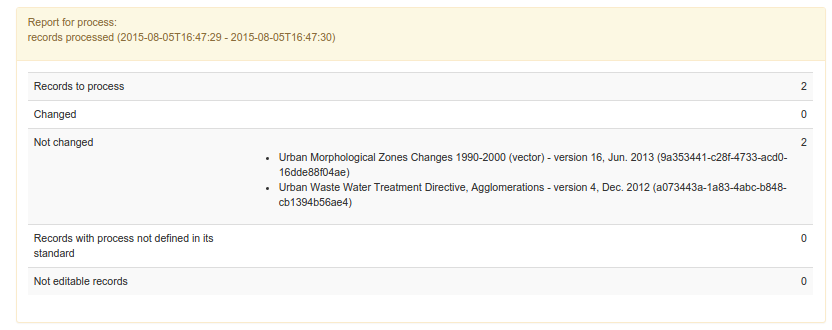 Report for process:
records processed (2015-08-05T16:47:29 - 2015-08-05T16:47:30)
Records to process 2
Changed 0
Not changed 2
• Urban Morphological Zones Changes 1990-2000 (vector) - version 16, Jun. 2013 (9a353441-c28f-4733-acd0-
16dde88f04ae)
• Urban Waste Water Treatment Directive, Agglomerations - version 4, Dec. 2012 (a073443a-1a83-4abc-b848-
cb1394b56ae4)
Records with process not defined in its 0
standard
Not editable records 0